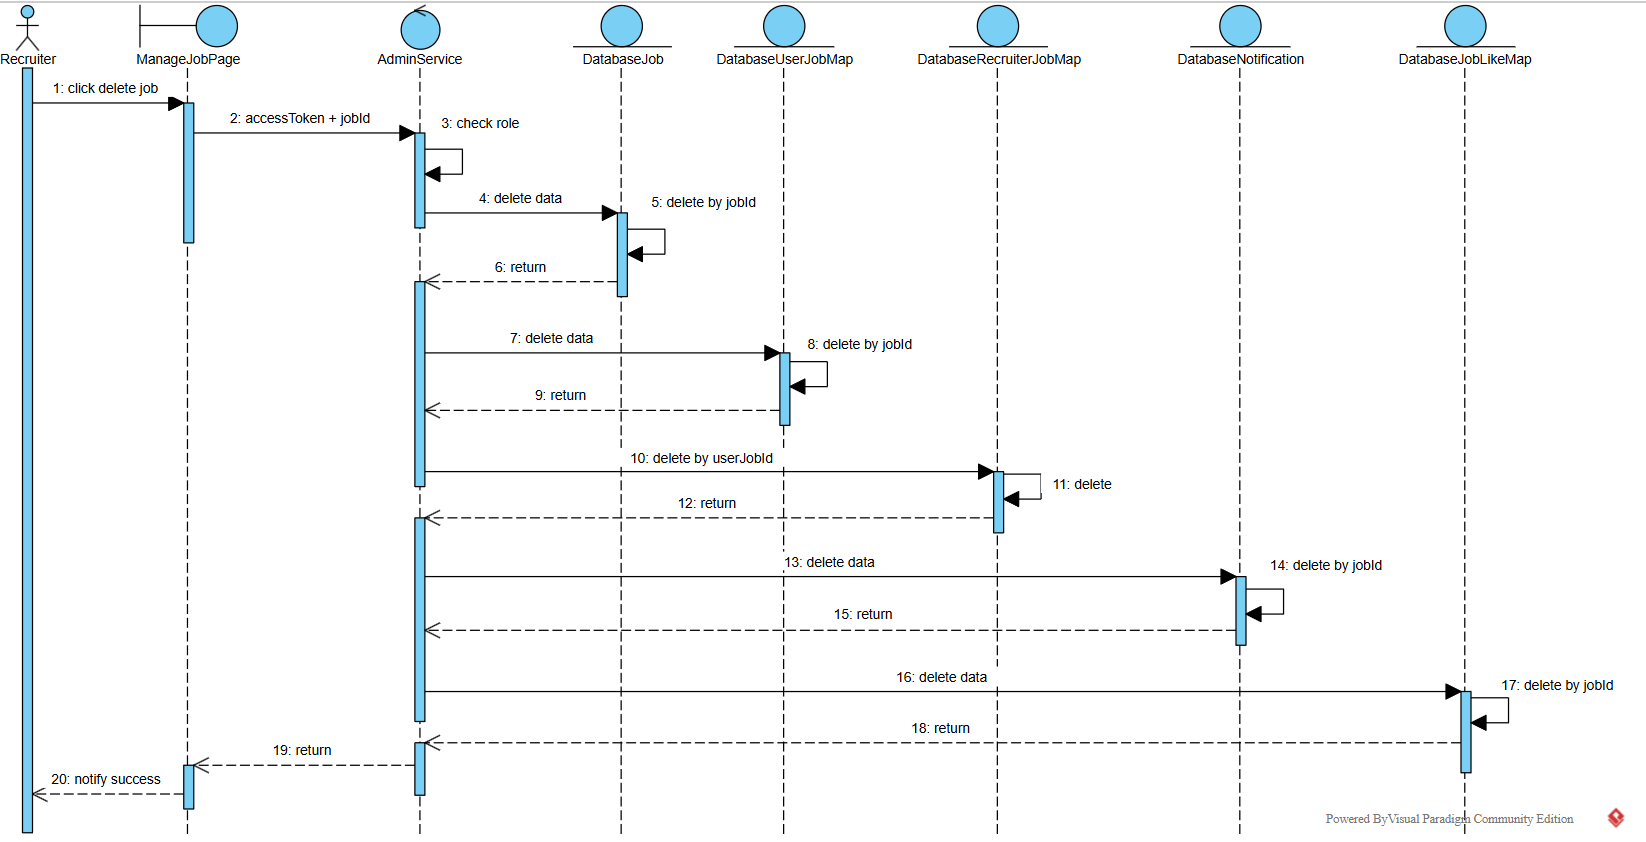 Recruiter
ManageJobPage
AdminService
DatabaseJob
DatabaseUserJobMap
DatabaseRecruiterJobMap
DatabaseNotification
DatabaseJobLikeMap
1: click delete job
2: accessToken + jobId
3: check role
4: delete data
5: delete by jobId
6: return
7: delete data
8: delete by jobId
9: return
10: delete by userJobId
11: delete
12: return
13: delete data
14: delete by jobId
15: return
16: delete data
17: delete by jobId
18: return
19: return
20: notify success
Powered ByVisual Paradigm Community Edition